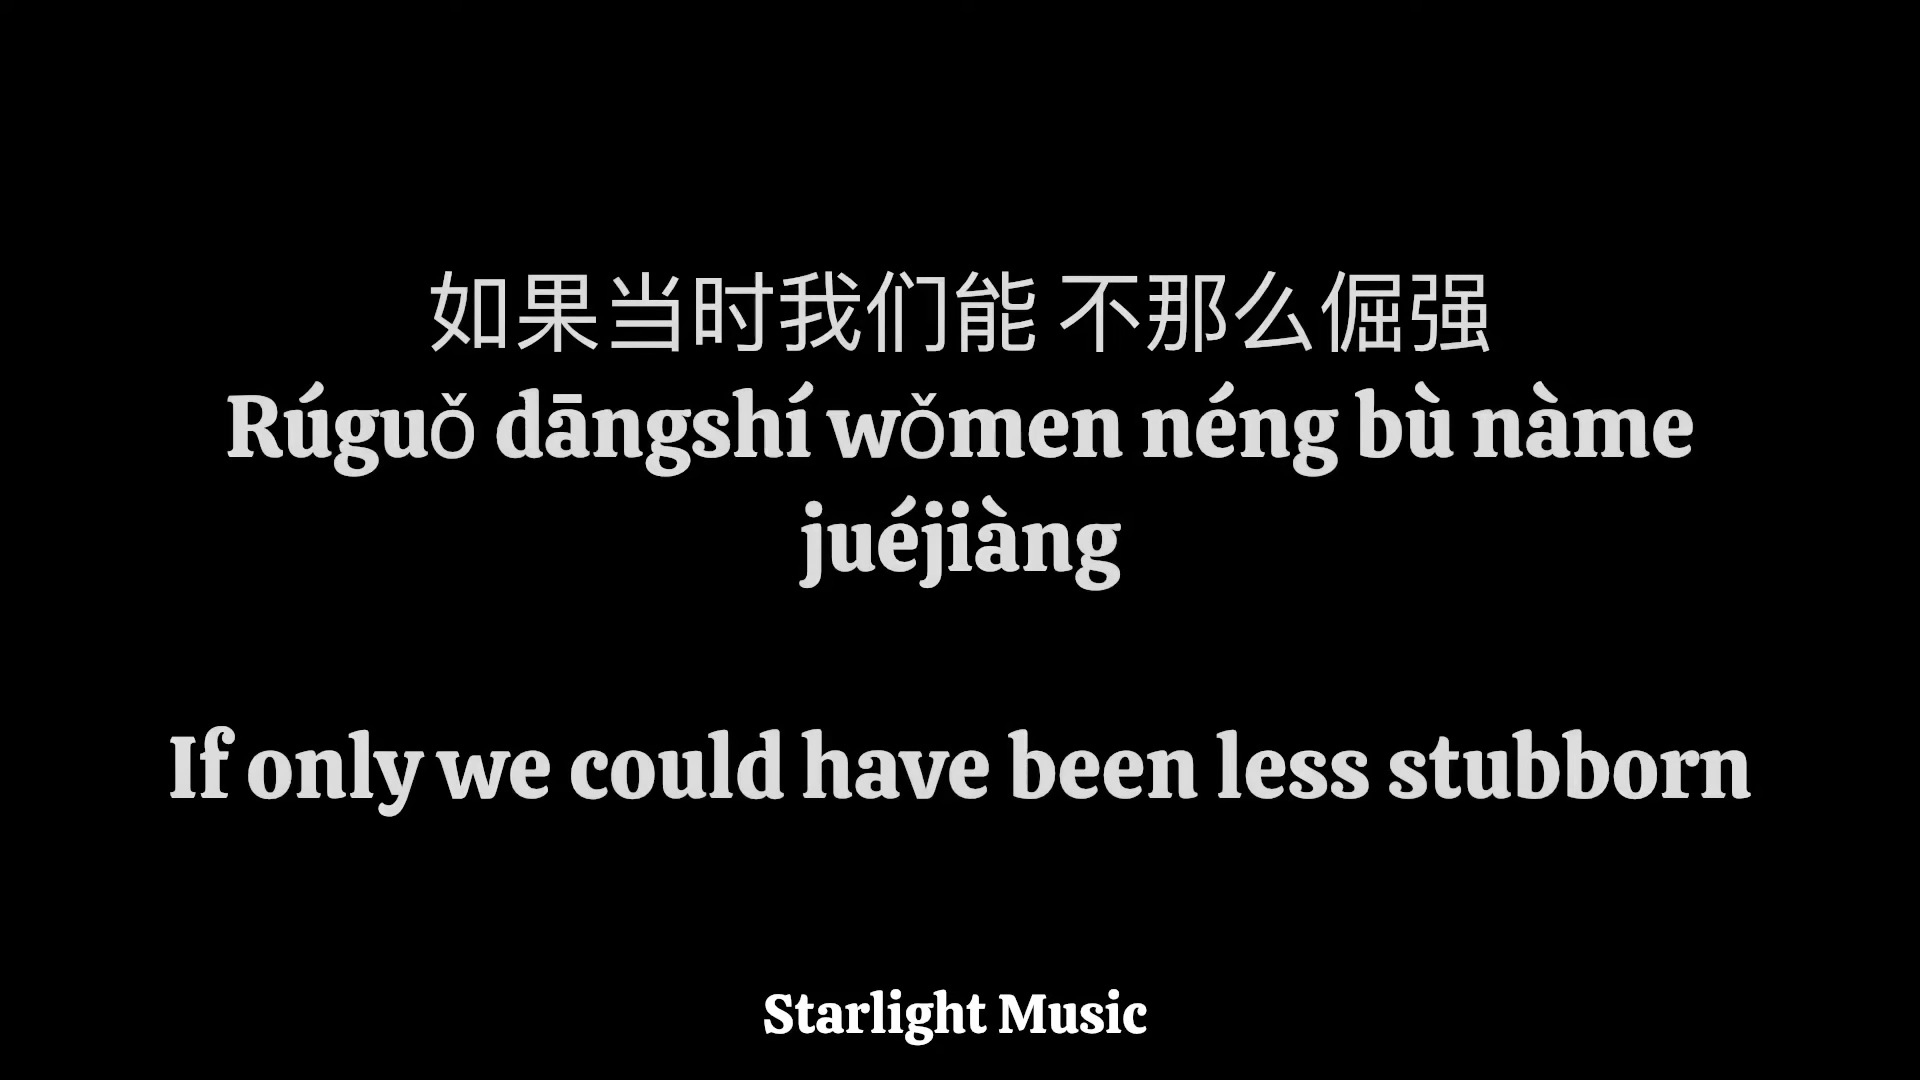 如果当时我们能 不那么倔强
Rúguǒ dāngshí wǒmen néng bù nàme
juéjiàng
If only we could have been less stubborn
Starlight Music